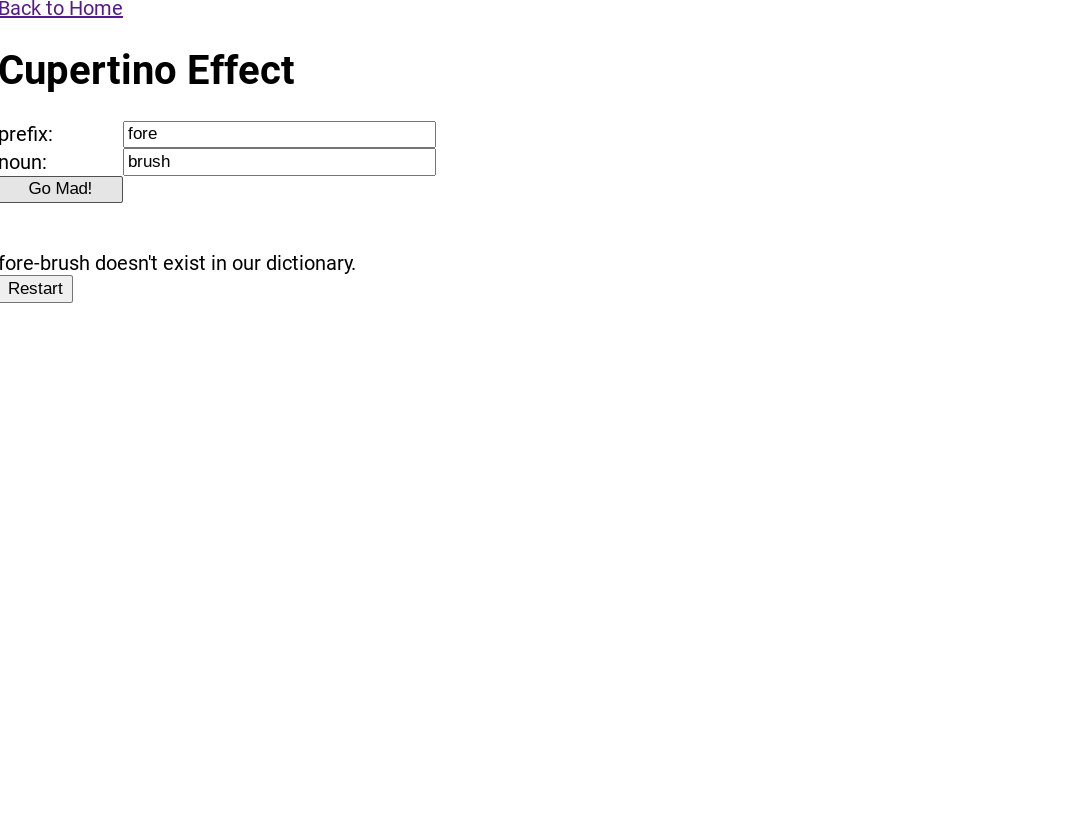 Back to Home
Cupertino Effect
prefix: fore
noun: brush
Go Mad!
fore-brush doesn't exist in our dictionary.
Restart